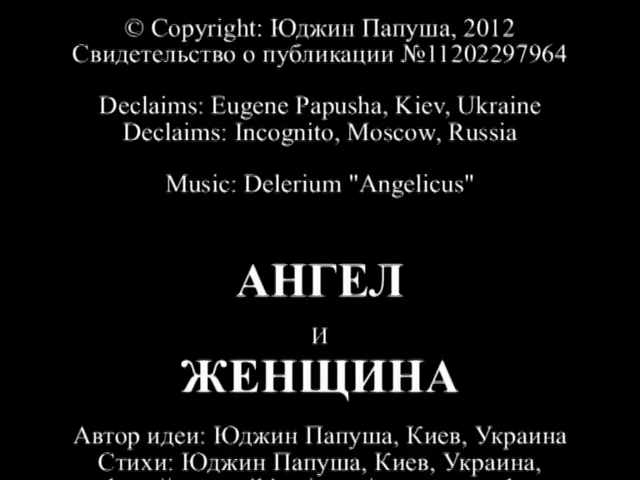 © Copyright: Юджин Папуша, 2012
Свидетельство о публикации №11202297964
Declaims: Eugene Papusha, Kiev, Ukraine
Declaims: Incognito, Moscow, Russia
Music: Delerium "Angelicus"
АНГЕЛ
И
ЖЕНЩИНА
Автор идеи: Юджин Папуша, Киев, Украина
Стихи: Юджин Папуша, Киев, Украина,